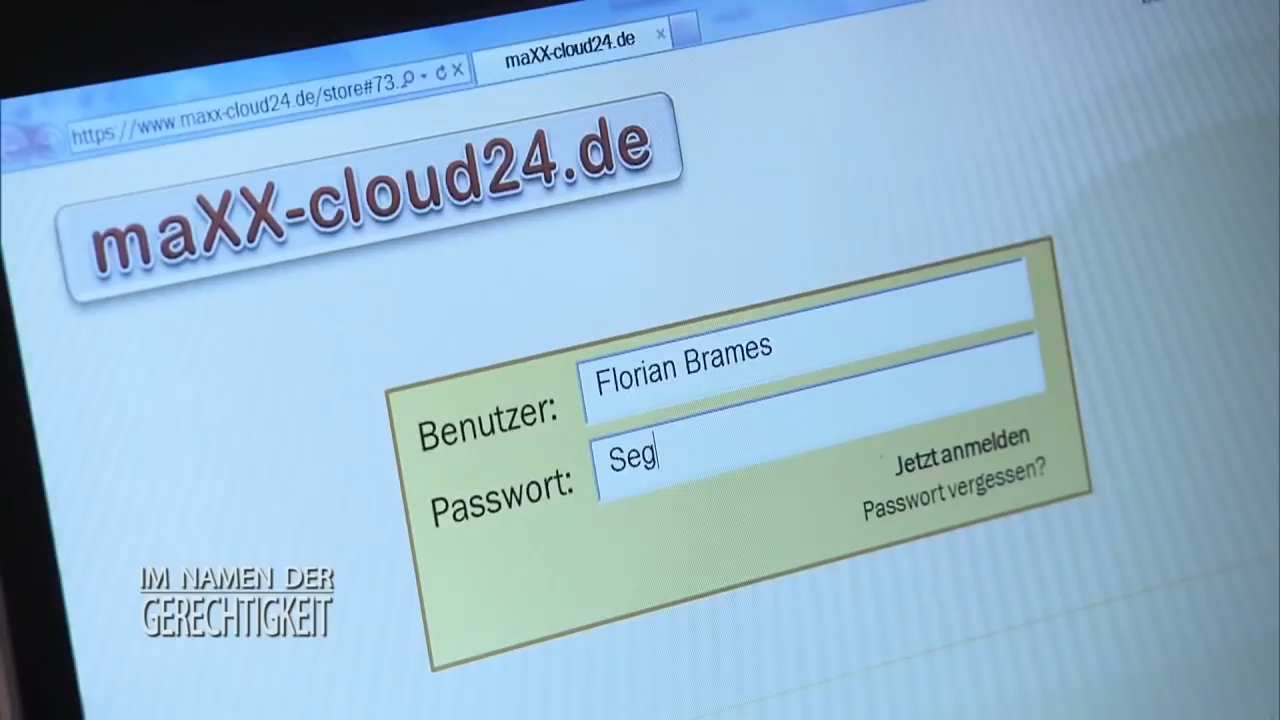 maXX-cloud24.de
https://www.maxx-cloud24.de/store#73..
maXX-cloud24.de
Benutzer: Florian Brames
Passwort: Seg
Jetzt anmelden
Passwort vergessen?
IM NAMEN DER
GERECHTIGKEIT